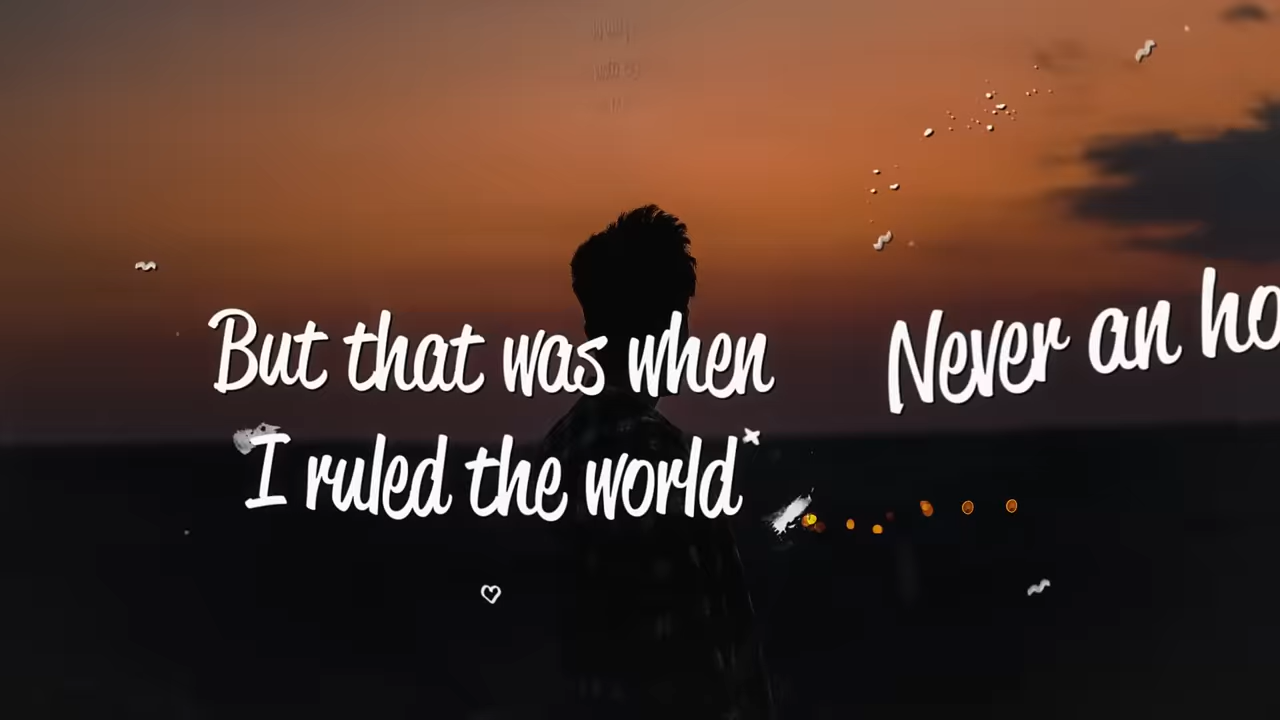 But that was when
I ruled the world
Never an ho